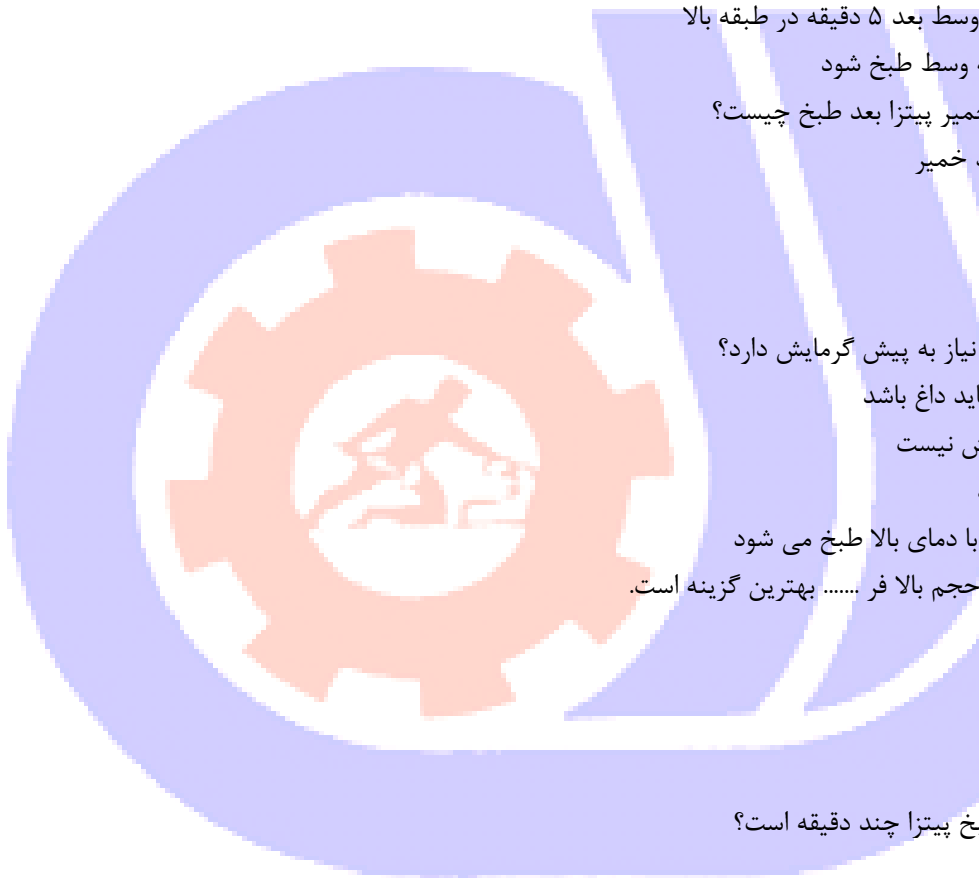 وسط بعد ۵ دقیقه در طبقه بالا
وسط طبخ شود
خمیر پیتزا بعد طبخ چیست؟
خمیر
نیاز به پیش گرمایش دارد؟
باید داغ باشد
نیست
با دمای بالا طبخ می شود
حجم بالا فر ....... بهترین گزینه است.
پیتزا چند دقیقه است؟